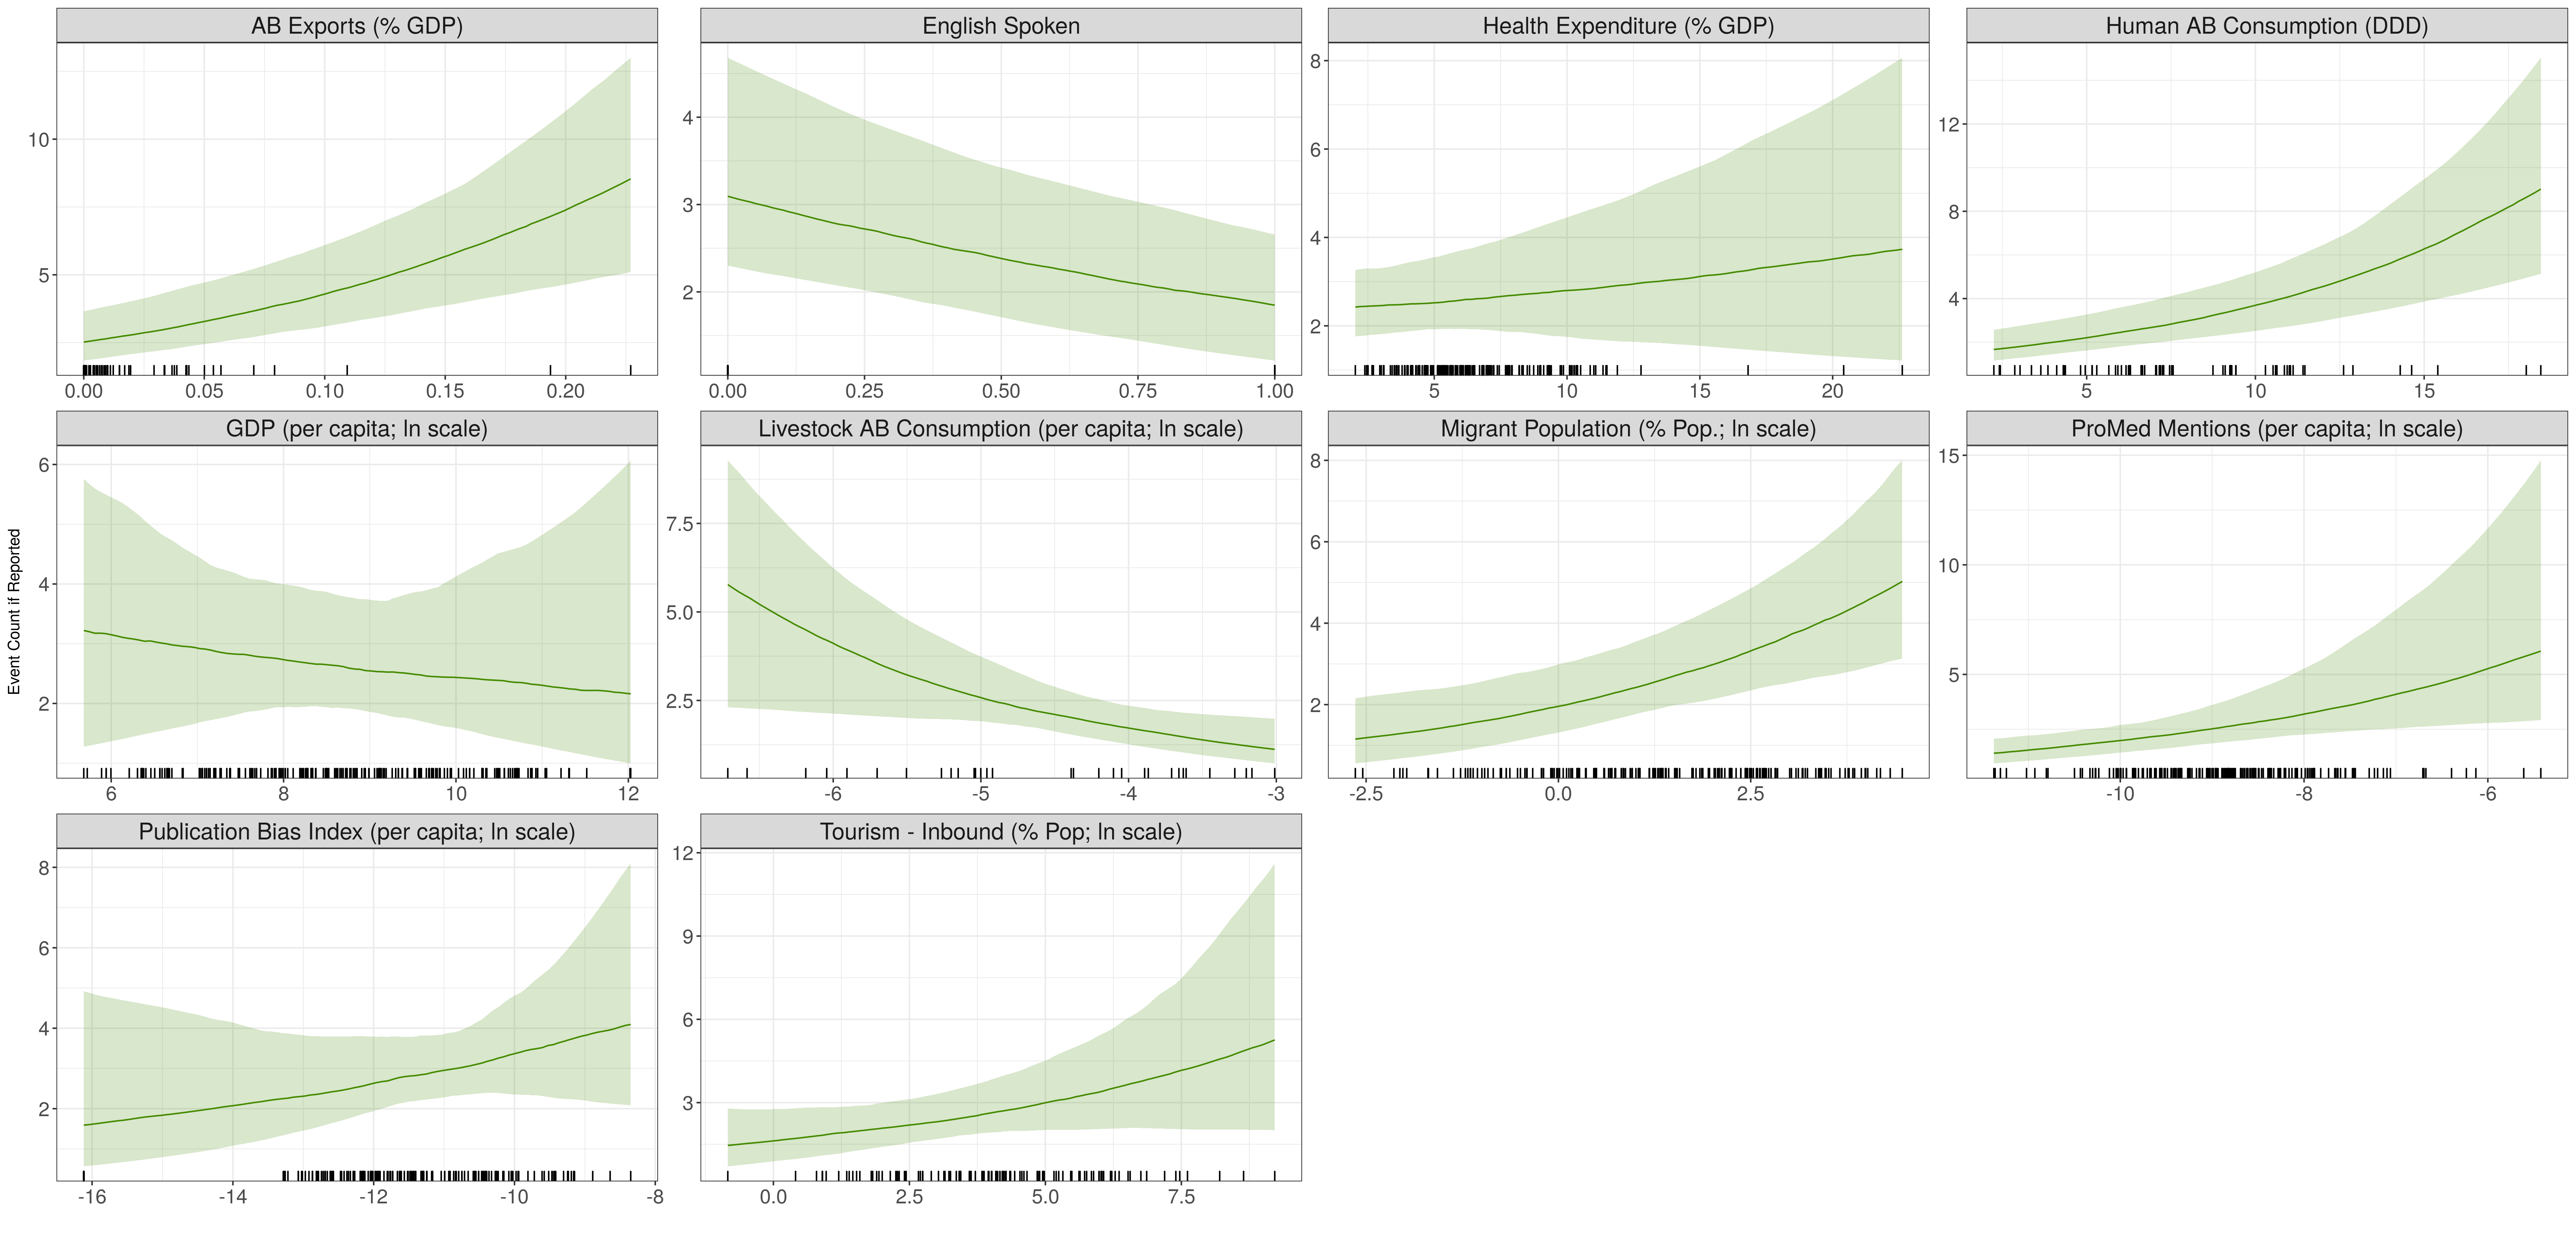 AB Exports (% GDP)
English Spoken
Health Expenditure (% GDP)
Human AB Consumption (DDD)
10
5
0.00 0.05 0.10 0.15 0.20
4
3
2
0.00 0.25 0.50 0.75 1.00
8
6
4
2
5 10 15 20
12
8
4
5 10 15
GDP (per capita; ln scale)
Livestock AB Consumption (per capita; ln scale)
Migrant Population (% Pop.; ln scale)
ProMed Mentions (per capita; ln scale)
Event Count if Reported
6
4
2
6 8 10 12
7.5
5.0
2.5
-6 -5 -4 -3
8
6
4
2
-2.5 0.0 2.5
15
10
5
-10 -8 -6
Publication Bias Index (per capita; ln scale)
Tourism - Inbound (% Pop; ln scale)
8
6
4
2
-16 -14 -12 -10 -8
12
9
6
3
0.0 2.5 5.0 7.5